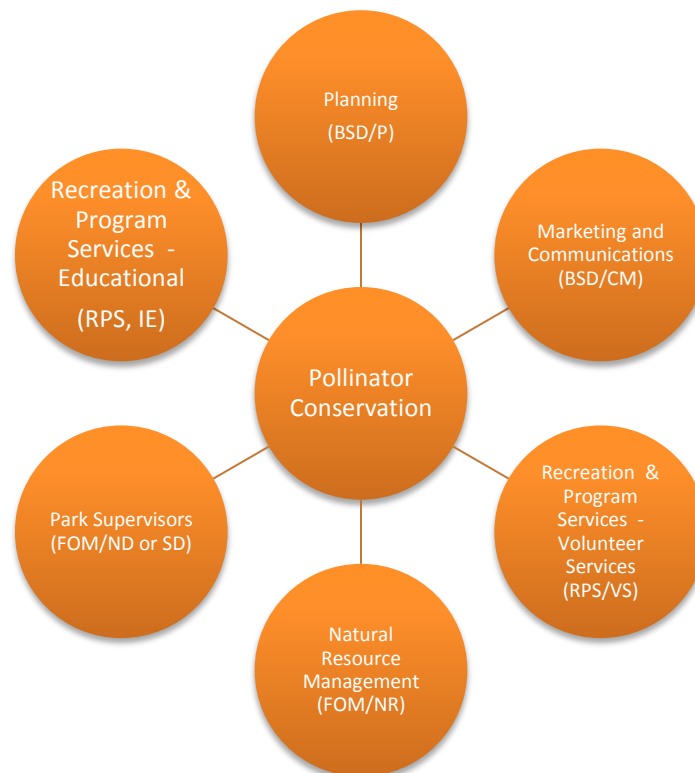 Planning
(BSD/P)
Recreation &
Program
Services -
Educational
(RPS, IE)
Marketing and
Communications
(BSD/CM)
Pollinator
Conservation
Park Supervisors
(FOM/ND or SD)
Recreation &
Program
Services -
Volunteer
Services
(RPS/VS)
Natural
Resource
Management
(FOM/NR)